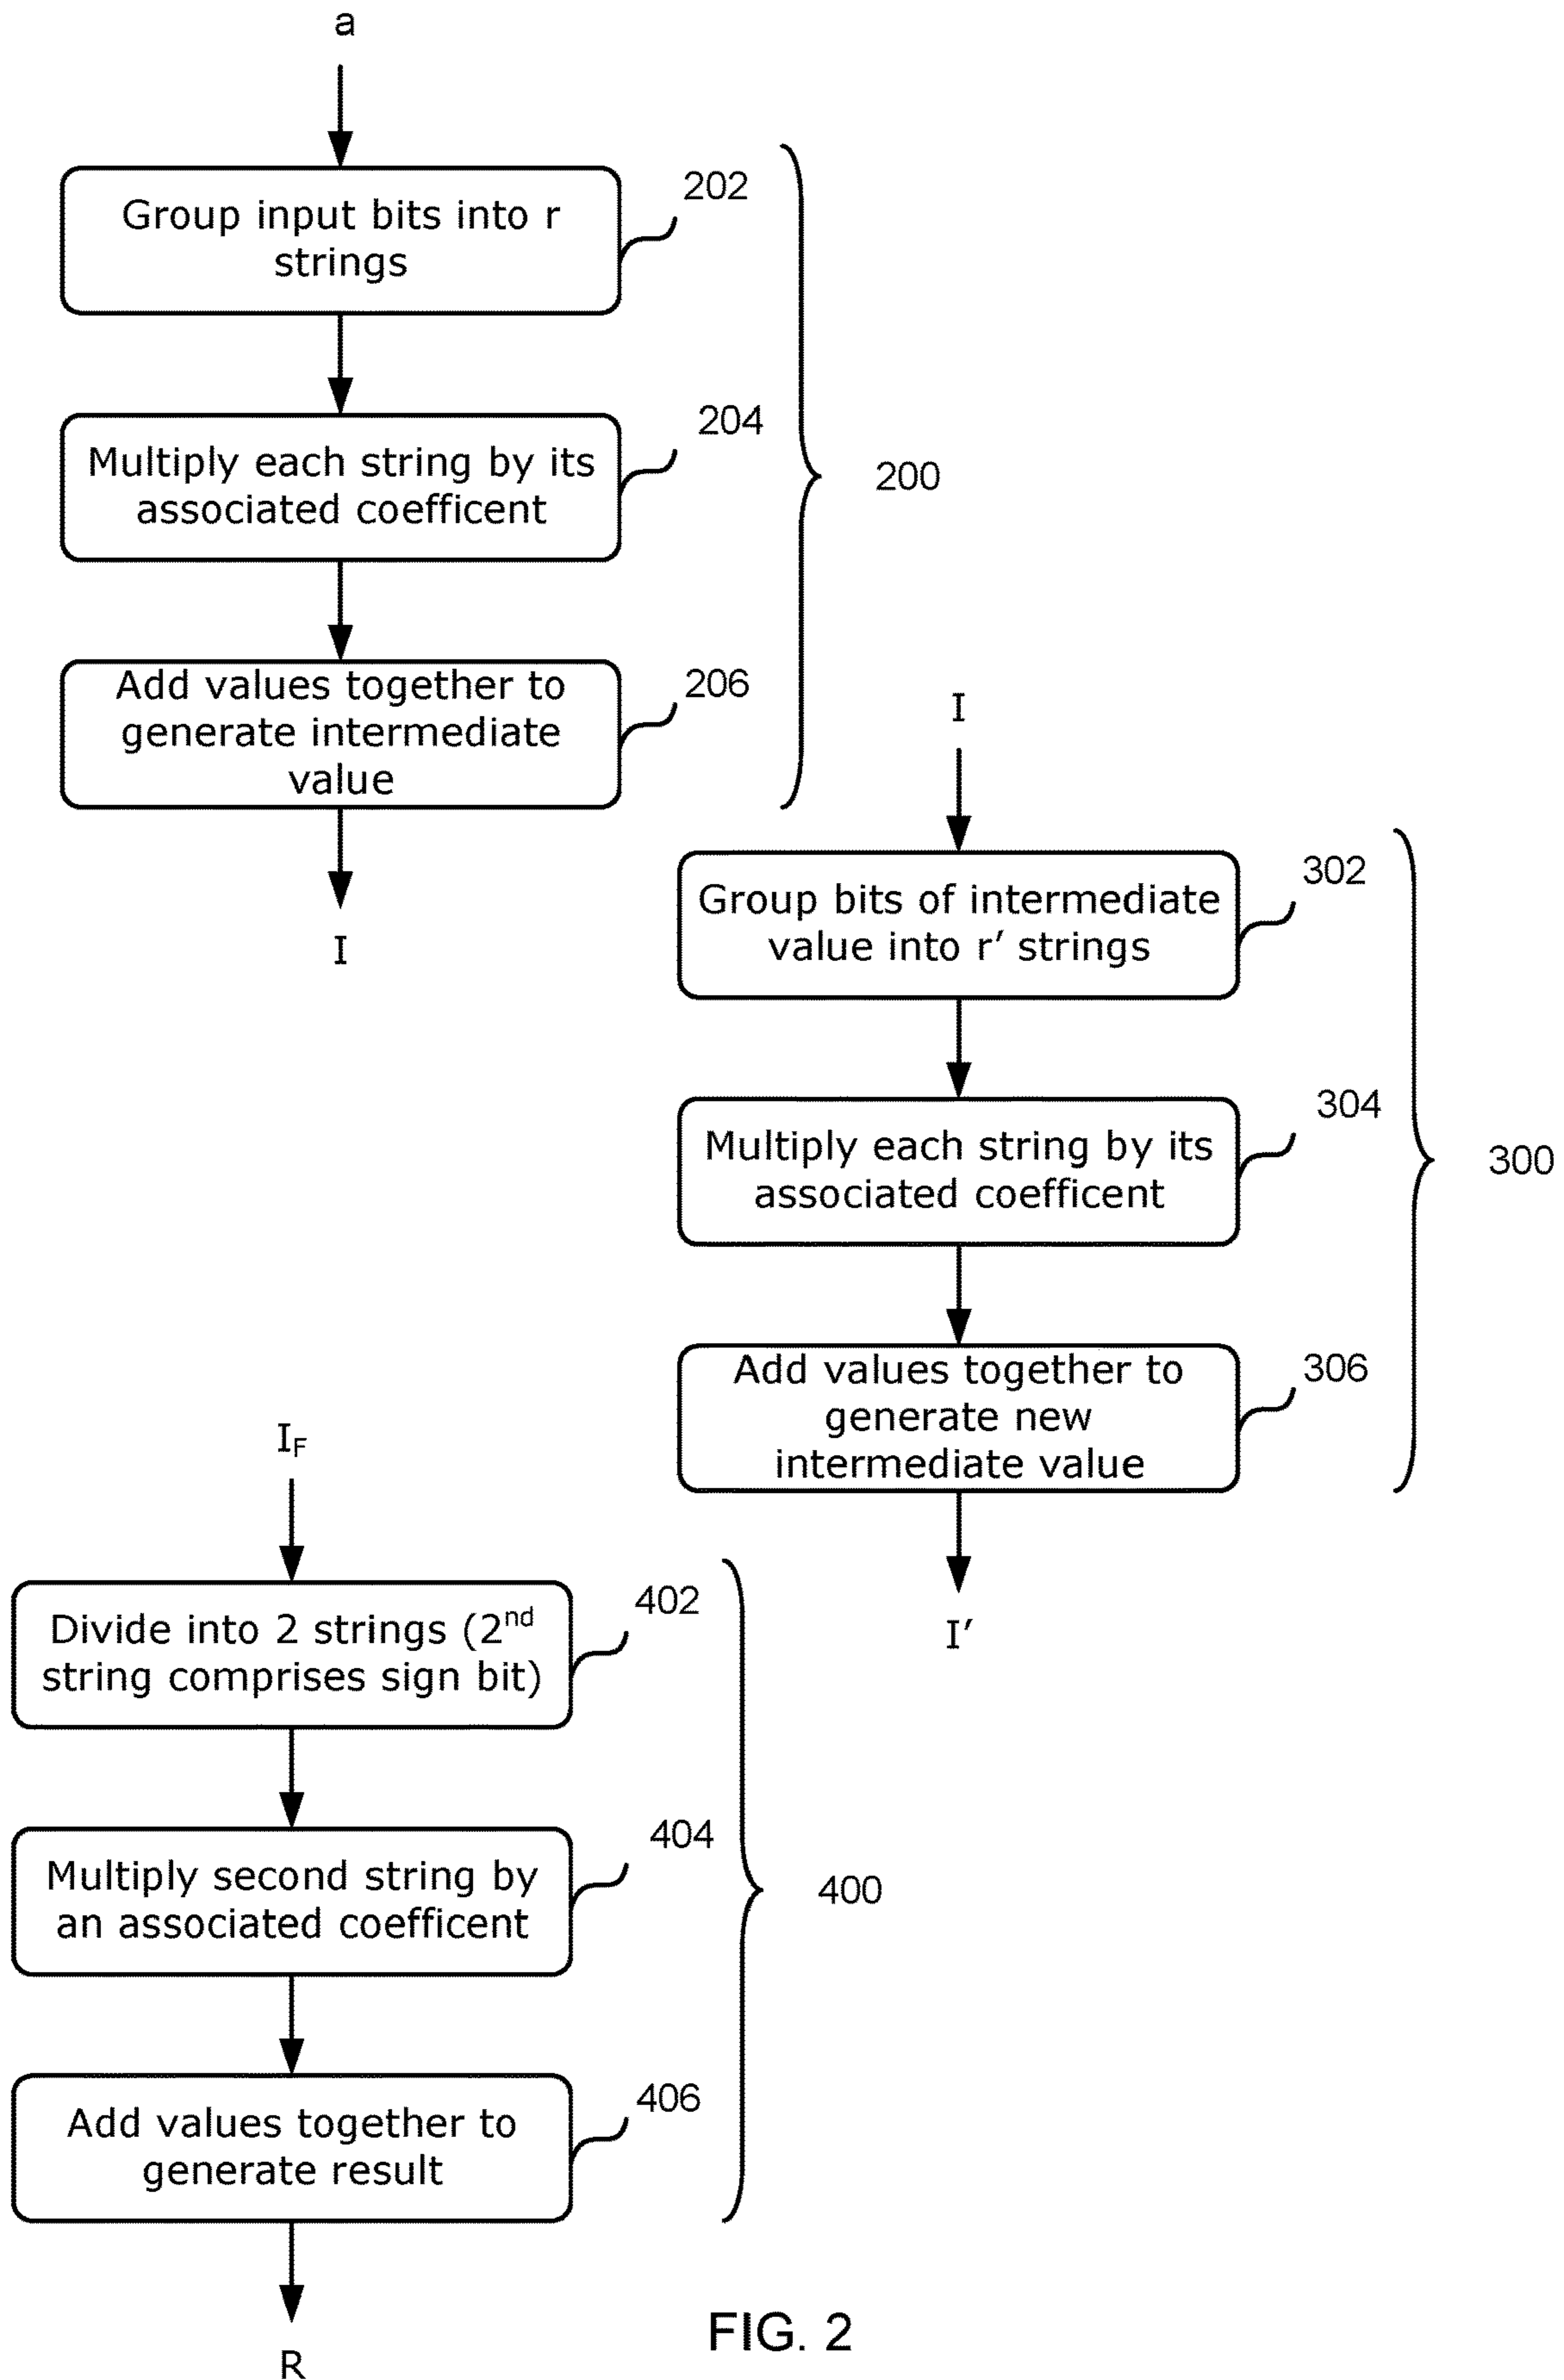 a
Group input bits into r
strings
202
Multiply each string by its
associated coefficent
204
Add values together to
generate intermediate
value
206
200
I
I
Group bits of intermediate
value into r' strings
302
Multiply each string by its
associated coefficent
304
Add values together to
generate new
intermediate value
306
300
I'
I_F
Divide into 2 strings (2nd
string comprises sign bit)
402
Multiply second string by
an associated coefficent
404
Add values together to
generate result
406
400
R
FIG. 2